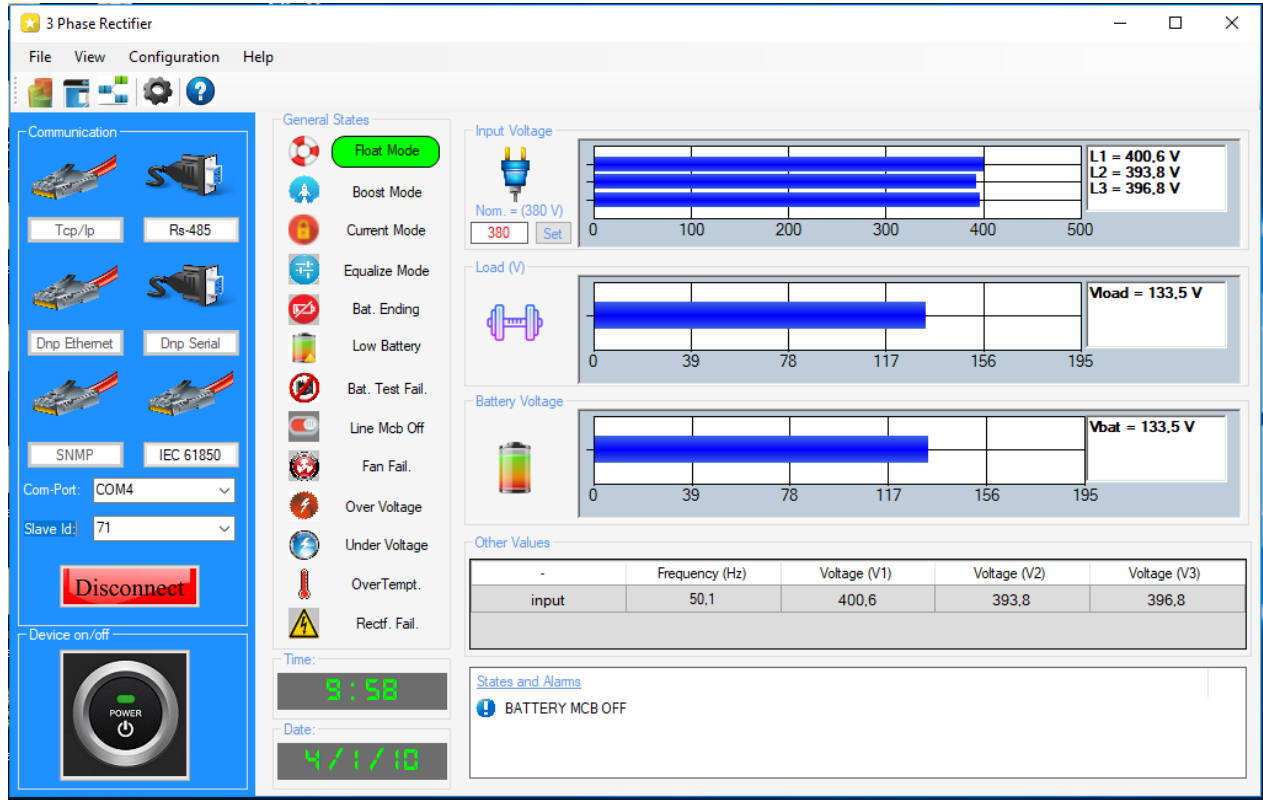 3 Phase Rectifier
File View Configuration Help
Communication
Tcp/Ip Rs-485
Dnp Ethernet Dnp Serial
SNMP IEC 61850
Com-Port: COM4
Slave Id: 71
Disconnect
Device on/off
POWER
General States
Float Mode
Boost Mode
Current Mode
Equalize Mode
Bat. Ending
Low Battery
Bat. Test Fail.
Line Mcb Off
Fan Fail.
Over Voltage
Under Voltage
OverTempt.
Rectf. Fail.
Time:
9:58
Date:
4/1/10
Input Voltage
Nom. = (380 V)
380 Set
0 100 200 300 400 500
L1 = 400,6 V
L2 = 393,8 V
L3 = 396,8 V
Load (V)
0 39 78 117 156 195
Vload = 133,5 V
Battery Voltage
0 39 78 117 156 195
Vbat = 133,5 V
Other Values
- Frequency (Hz) Voltage (V1) Voltage (V2) Voltage (V3)
input 50,1 400,6 393,8 396,8
States and Alarms
BATTERY MCB OFF